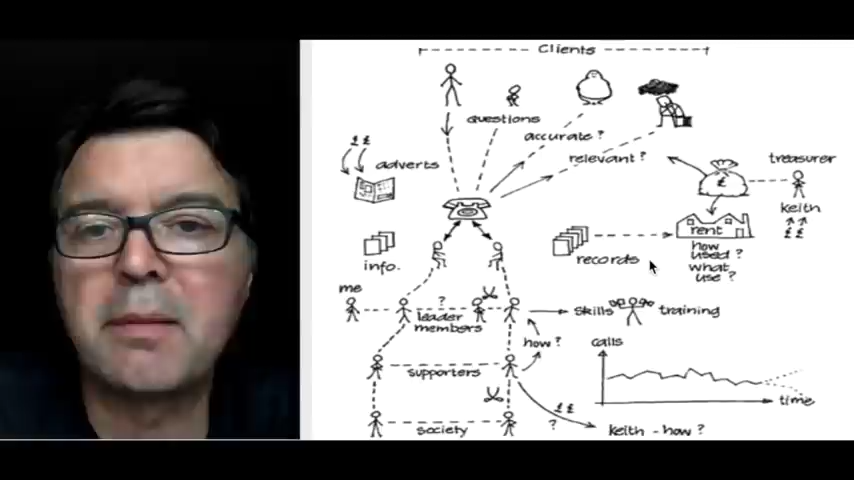 clients
questions
accurate?
relevant?
££
adverts
£
treasurer
keith
££
rent
how
used?
what
use?
info.
records
me
?
leader
members
skills
training
how?
calls
supporters
time
££
?
society
keith - how?